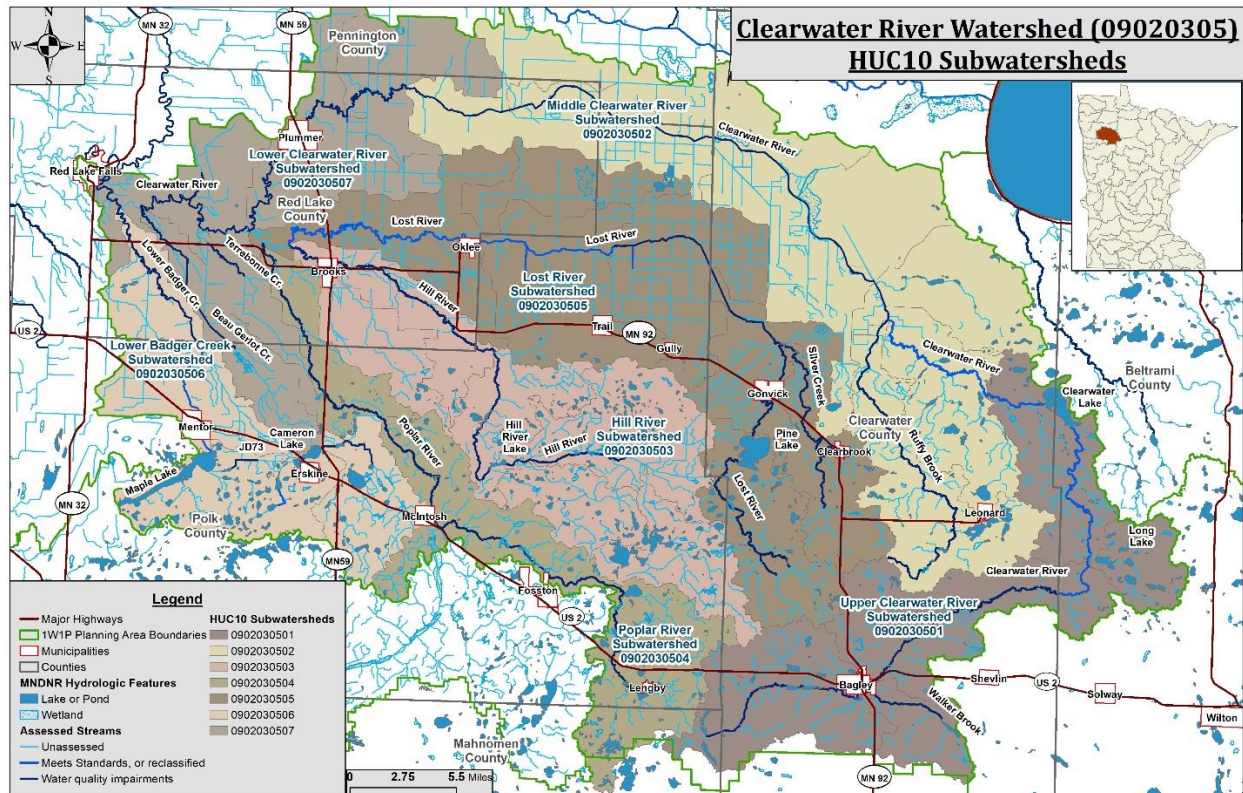 Clearwater River Watershed (09020305)
HUC10 Subwatersheds
N
W
E
S
MN 32
MN 59
Pennington
County
Middle Clearwater River
Subwatershed
0902030502
Clearwater River
Plummer
Lower Clearwater River
Subwatershed
0902030507
Red Lake Falls
Clearwater River
Red Lake
County
Lost River
Lost River
Oklee
Lower Badger Cr.
Terrebonne Cr.
Brooks
Hill River
Lost River
Subwatershed
0902030505
Beau Gerlot Cr.
US 2
Trail
MN 92
Gully
Lower Badger Creek
Subwatershed
0902030506
Silver Creek
Clearwater River
Clearwater
Lake
Beltrami
County
Gonvick
Mentor
Cameron
Lake
JD73
Poplar River
Hill
River
Lake
Hill River
Hill River
Subwatershed
0902030503
Pine
Lake
Clearwater
County
Ruffy Brook
Clearbrook
Maple Lake
Erskine
Lost River
MN 32
Polk
County
McIntosh
Leonard
Long
Lake
MN59
Clearwater River
Fosston
US 2
Upper Clearwater River
Subwatershed
0902030501
Poplar River
Subwatershed
0902030504
Lengby
Bagley
Shevlin
US 2
Solway
Wilton
Walker Brook
Mahnomen
County
MN 92
0 2.75 5.5 Miles
Legend
Major Highways
1W1P Planning Area Boundaries
Municipalities
Counties
MNDNR Hydrologic Features
Lake or Pond
Wetland
Assessed Streams
Unassessed
Meets Standards, or reclassified
Water quality impairments
HUC10 Subwatersheds
0902030501
0902030502
0902030503
0902030504
0902030505
0902030506
0902030507